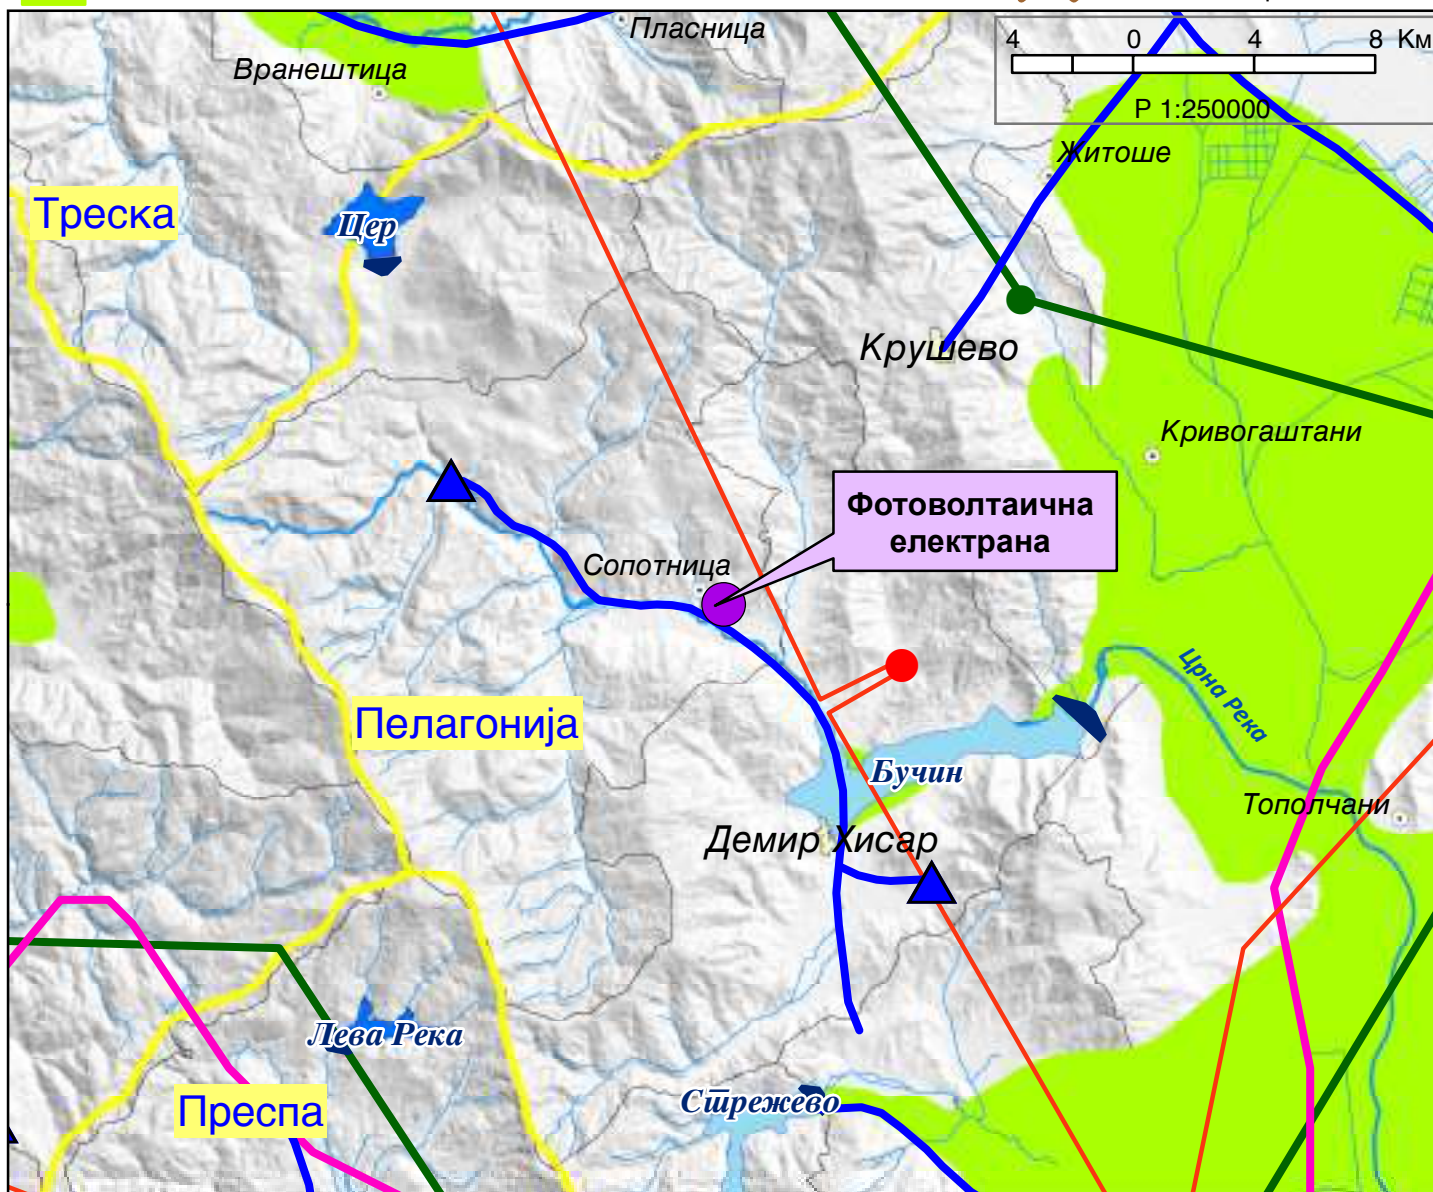 Пласница
Вранештица
4 0 4 8 Км
Р 1:250000
Житоше
Треска
Цер
Крушево
Кривогаштани
Фотоволтаична
електрана
Сопотница
Црна Река
Пелагонија
Бучин
Тополчани
Демир Хисар
Лева Река
Стрежево
Преспа